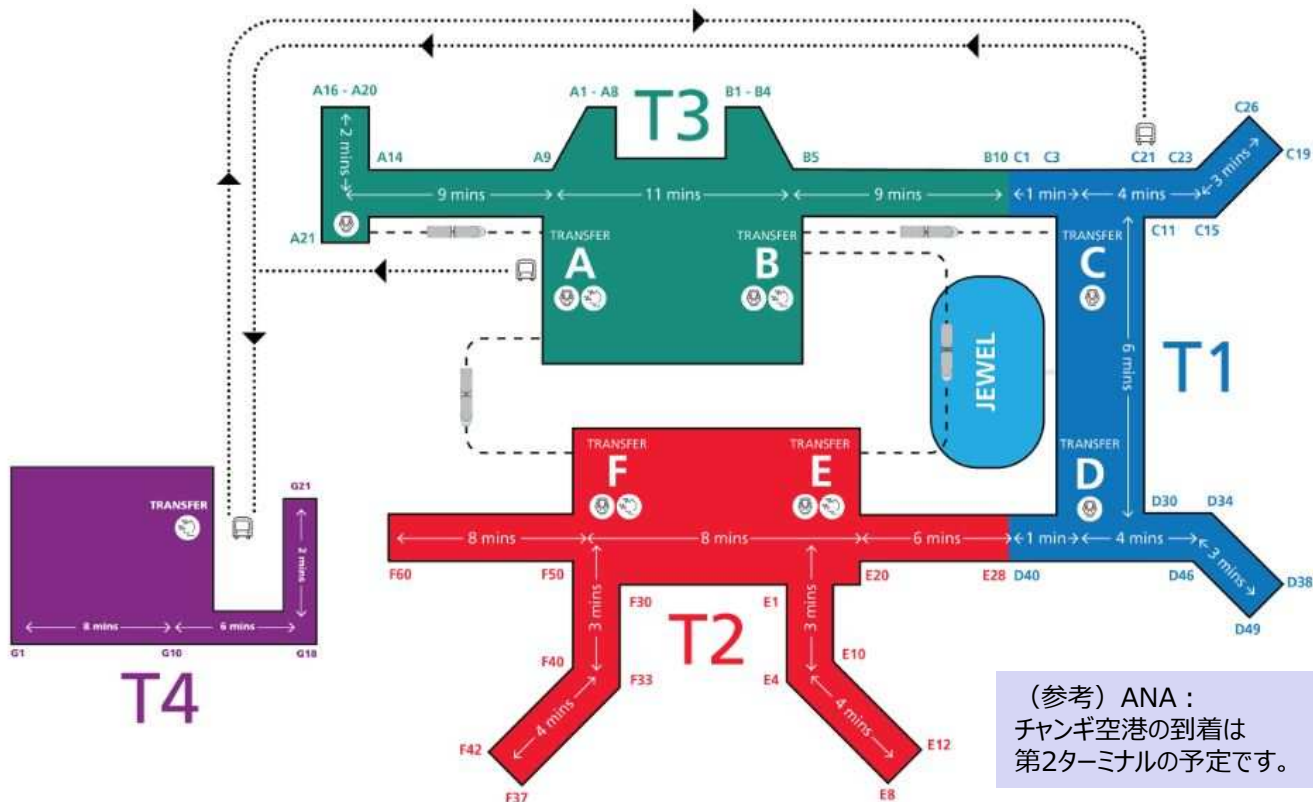 A16 - A20
A1 - A8
B1 - B4
T3
C26
C19
2 mins
A14
A9
B5
B10
C1
C3
C21
C23
3 mins
9 mins
11 mins
9 mins
1 min
4 mins
A21
TRANSFER
A
TRANSFER
B
TRANSFER
C
C11
C15
JEWEL
6 mins
T1
TRANSFER
F
TRANSFER
E
TRANSFER
D
D30
D34
G21
TRANSFER
2 mins
8 mins
8 mins
6 mins
1 min
4 mins
3 mins
F60
F50
E20
E28
D40
D46
D38
D49
3 mins
F30
E1
3 mins
T2
8 mins
6 mins
G1
G10
G18
T4
F40
F33
E4
E10
4 mins
4 mins
F42
F37
E12
E8
（参考）ANA：
チャンギ空港の到着は
第2ターミナルの予定です。